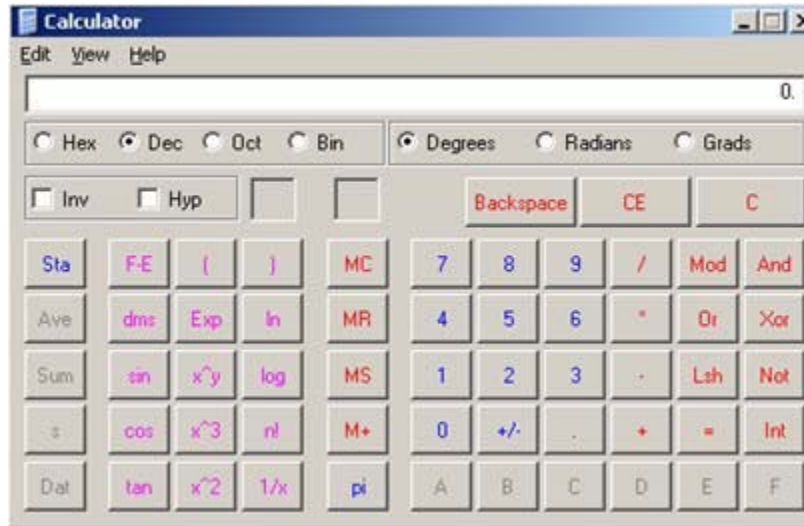 Calculator
Edit View Help
0.
Hex Dec Oct Bin Degrees Radians Grads
Inv Hyp Backspace CE C
Sta F-E ( ) MC 7 8 9 / Mod And
Ave dms Exp ln MR 4 5 6 * Or Xor
Sum sin x^y log MS 1 2 3 - Lsh Not
s cos x^3 n! M+ 0 +/- . + = Int
Dat tan x^2 1/x pi A B C D E F